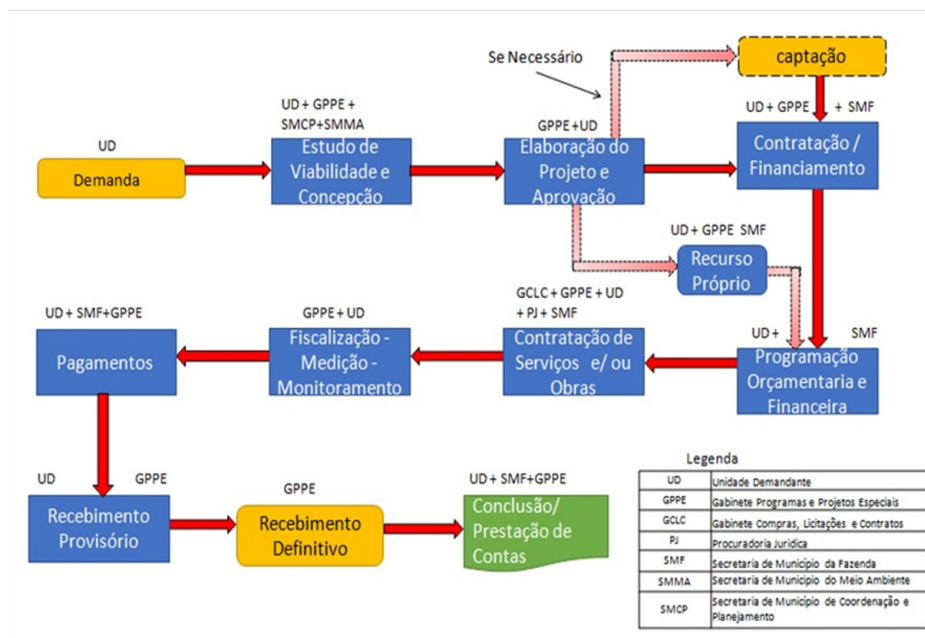 captação
Se Necessário
UD + GPPE +
SMCP+SMMA
GPPE+UD
UD+ GPPE + SMF
UD
Demanda
Estudo de
Viabilidade e
Concepção
Elaboração do
Projeto e
Aprovação
Contratação /
Financiamento
UD + GPPE SMF
Recurso
Próprio
UD+ SMF+GPPE
GPPE+ UD
GCLC + GPPE + UD
+ PJ + SMF
UD+ SMF
Pagamentos
Fiscalização -
Medição -
Monitoramento
Contratação de
Serviços e/ ou
Obras
Programação
Orçamentaria e
Financeira
UD GPPE
GPPE
UD + SMF+GPPE
Recebimento
Provisório
Recebimento
Definitivo
Conclusão/
Prestação de
Contas
Legenda
UD Unidade Demandante
GPPE Gabinete Programas e Projetos Especiais
GCLC Gabinete Compras, Licitações e Contratos
PJ Procuradoria Jurídica
SMF Secretaria de Município da Fazenda
SMMA Secretaria de Município do Meio Ambiente
SMCP Secretaria de Município de Coordenação e
Planejamento